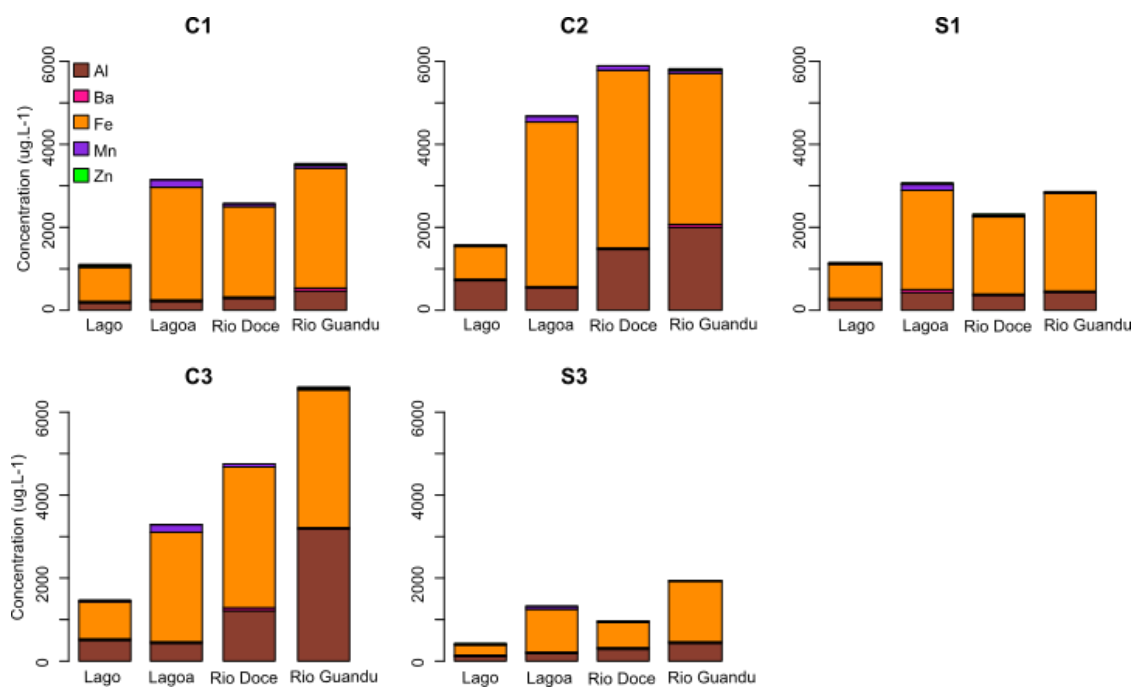 C1
C2
S1
Concentration (ug.L-1)
0
2000
4000
6000
Al
Ba
Fe
Mn
Zn
Lago
Lagoa
Rio Doce
Rio Guandu
0
2000
4000
6000
Lago
Lagoa
Rio Doce
Rio Guandu
0
2000
4000
6000
Lago
Lagoa
Rio Doce
Rio Guandu
C3
S3
Concentration (ug.L-1)
0
2000
4000
6000
Lago
Lagoa
Rio Doce
Rio Guandu
0
2000
4000
6000
Lago
Lagoa
Rio Doce
Rio Guandu